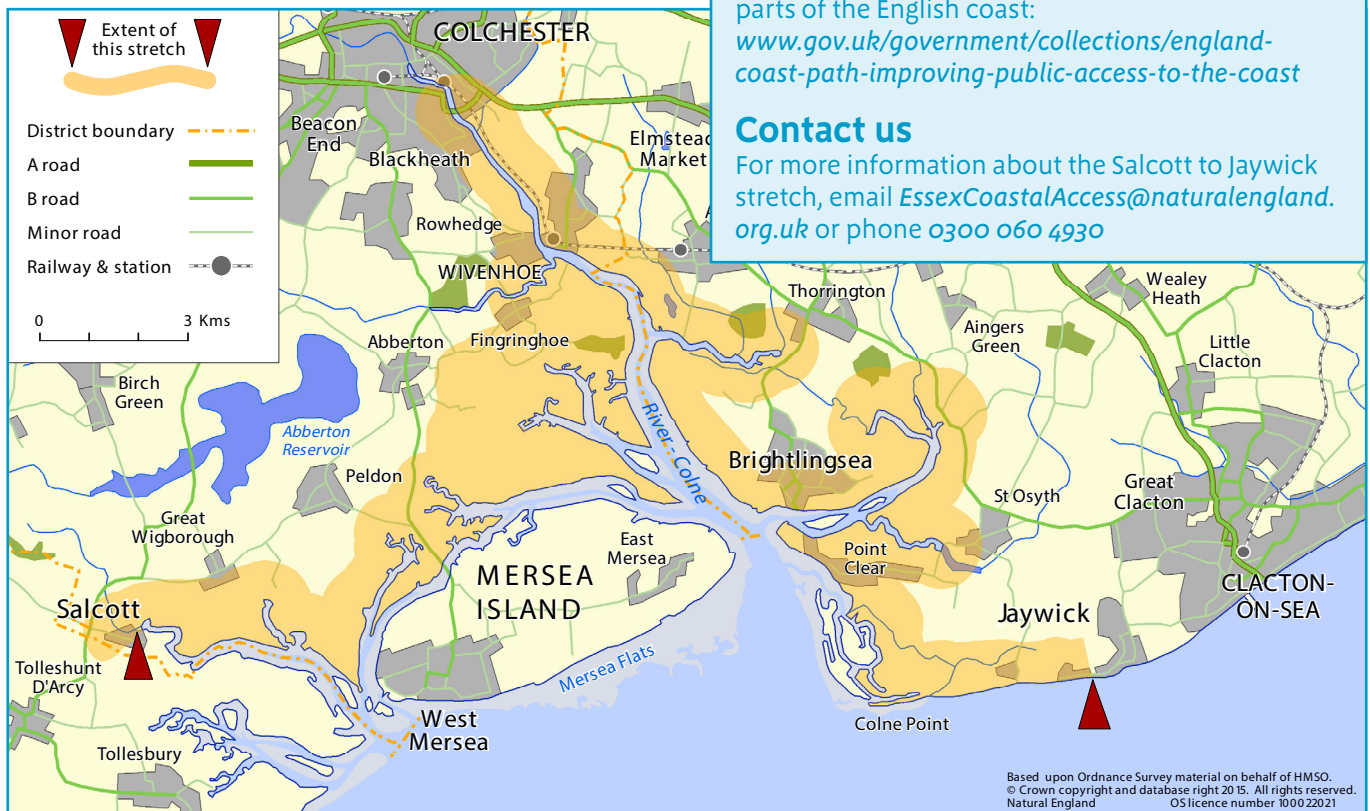 Extent of
this stretch
District boundary
A road
B road
Minor road
Railway & station
0 3 Kms
parts of the English coast:
www.gov.uk/government/collections/england-
coast-path-improving-public-access-to-the-coast
Contact us
For more information about the Salcott to Jaywick
stretch, email EssexCoastalAccess@naturalengland.
org.uk or phone 0300 060 4930
COLCHESTER
Beacon
End
Blackheath
Elmstead
Market
Rowhedge
WIVENHOE
Thorrington
Wealey
Heath
Aingers
Green
Little
Clacton
Abberton
Fingringhoe
Birch
Green
Abberton
Reservoir
River Colne
Brightlingsea
Peldon
Great
Clacton
St Osyth
Great
Wigborough
East
Mersea
Point
Clear
MERSEA
ISLAND
CLACTON-
ON-SEA
Salcott
Jaywick
Tolleshunt
D'Arcy
Mersea Flats
West
Mersea
Colne Point
Tollesbury
Based upon Ordnance Survey material on behalf of HMSO.
© Crown copyright and database right 2015. All rights reserved.
Natural England OS licence number 100022021